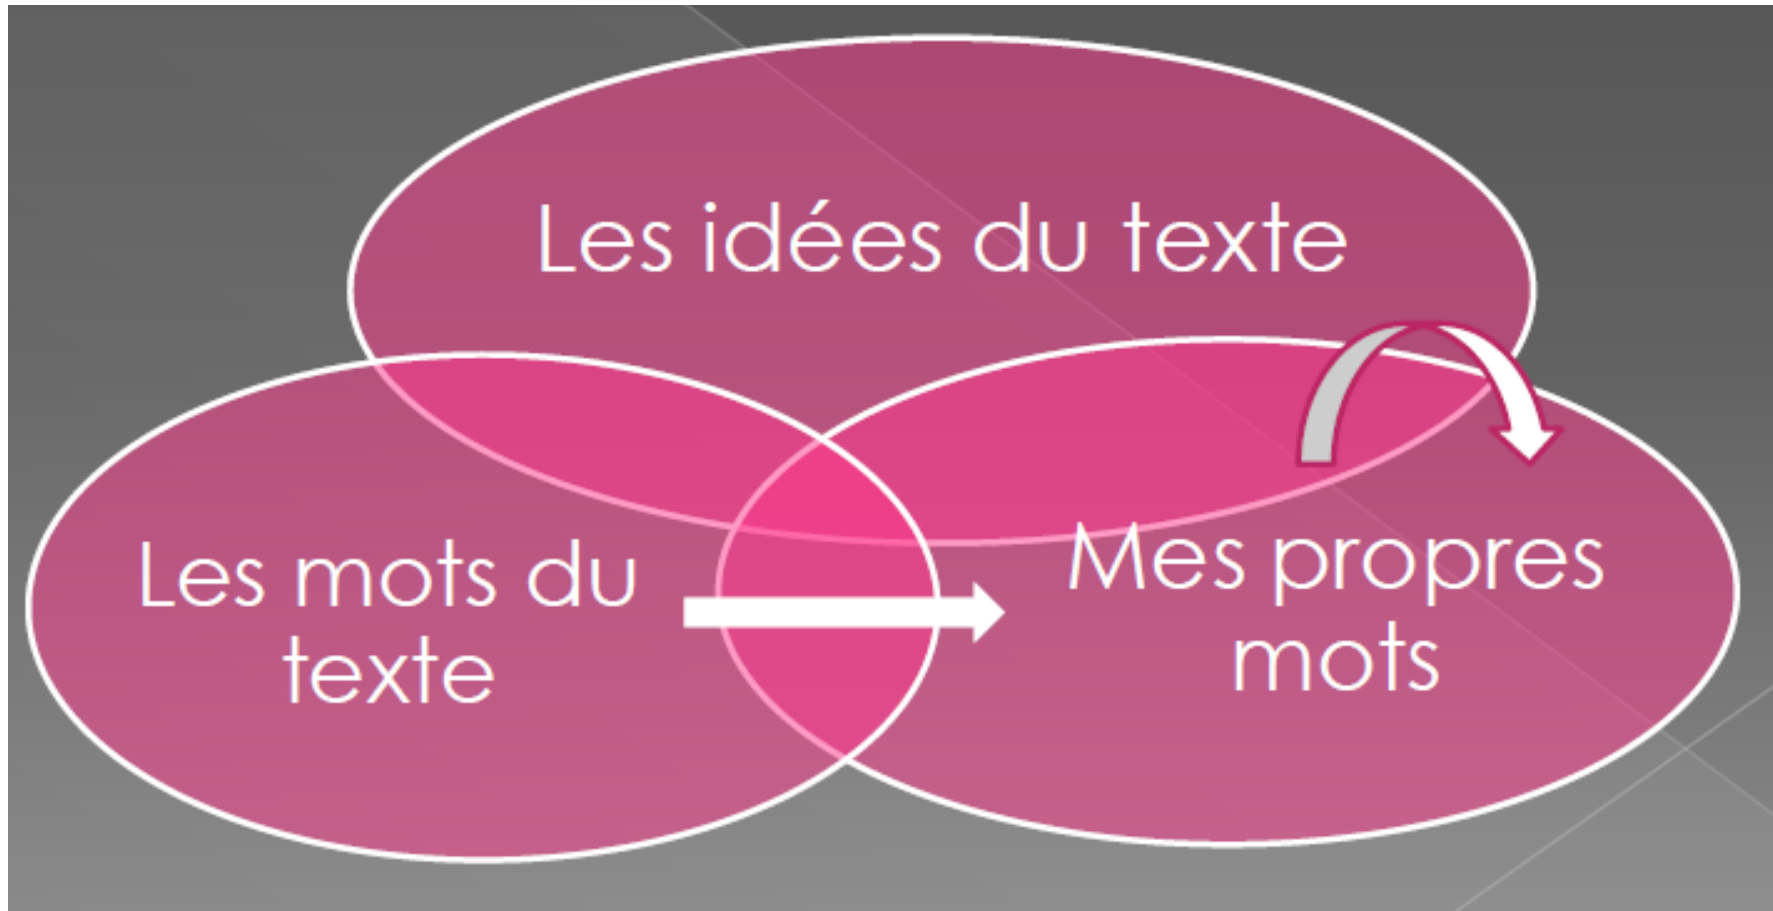 Les idées du texte
Les mots du
texte
Mes propres
mots